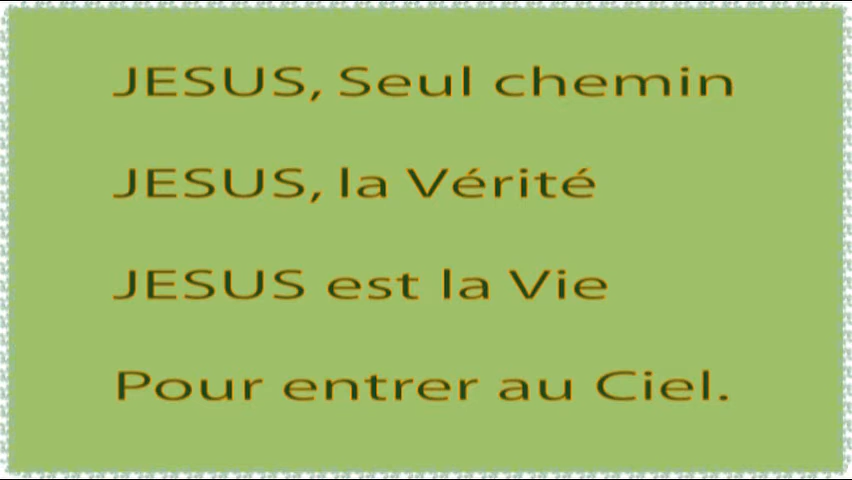 JESUS, Seul chemin
JESUS, la Vérité
JESUS est la Vie
Pour entrer au Ciel.